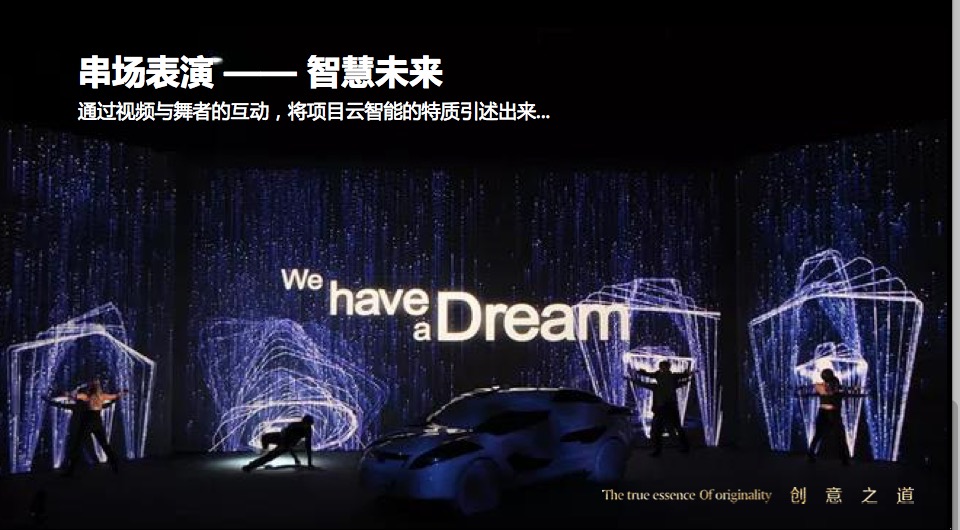 串场表演 —— 智慧未来
通过视频与舞者的互动，将项目云智能的特质引述出来...
We
have
a Dream
The true essence Of originality 创意之道